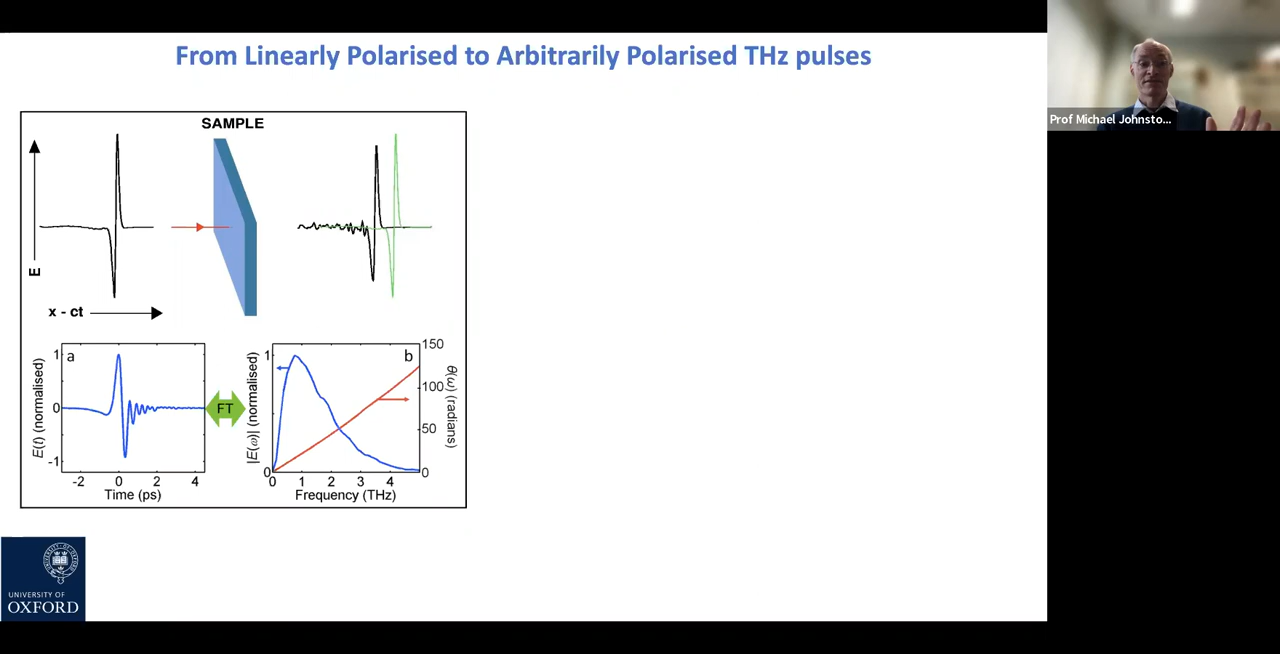 From Linearly Polarised to Arbitrarily Polarised THz pulses
Prof Michael Johnsto...
SAMPLE
E
x - ct
a
E(t) (normalised)
1
0
-1
-2 0 2 4
Time (ps)
FT
b
|E(ω)| (normalised)
1
0
0 1 2 3 4
Frequency (THz)
150
100
50
0
θ(ω) (radians)
UNIVERSITY OF
OXFORD